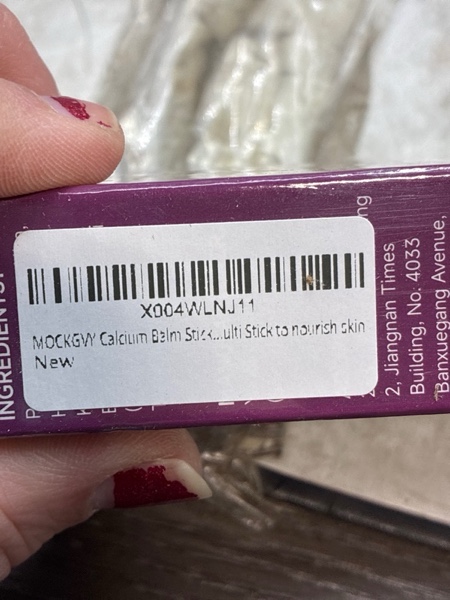 X004WLNJ11
MOCKGVY Calcium Balm Stick...ulti Stick to nourish skin
New
INGREDIENTS:
2, Jiangnan Times
Building, No. 4033
Banxuegang Avenue,